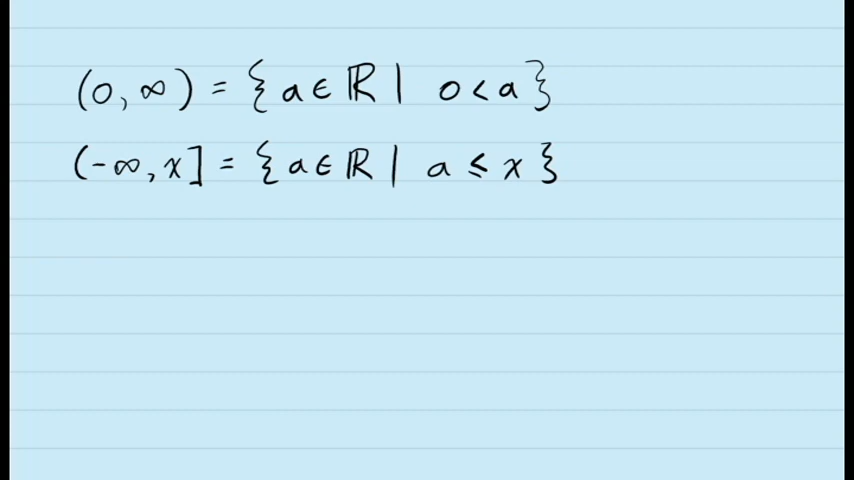 (0, ∞) = {a ∈ ℝ | 0 < a}
(-∞, x] = {a ∈ ℝ | a ≤ x}